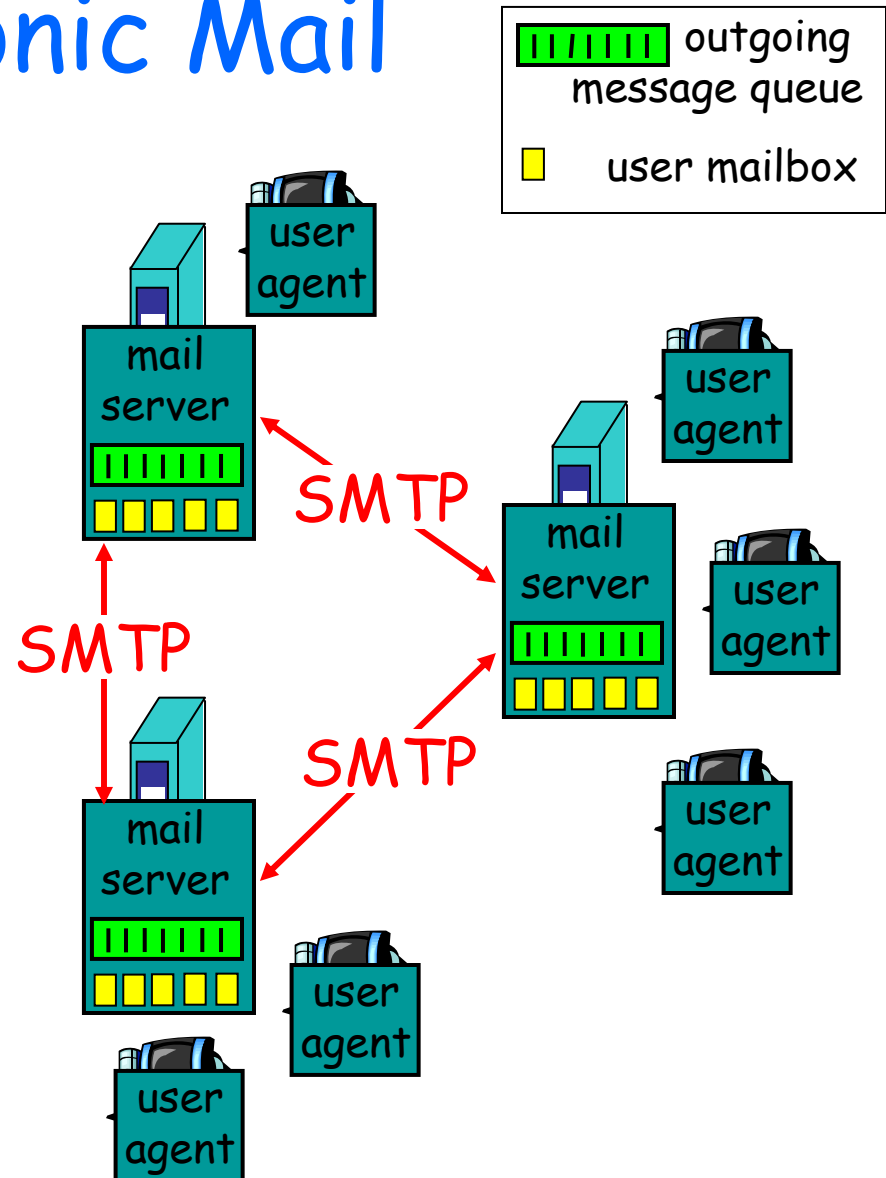 onic Mail
outgoing
message queue
user mailbox
user
agent
mail
server
user
agent
SMTP
mail
server
user
agent
SMTP
SMTP
user
agent
mail
server
user
agent
user
agent